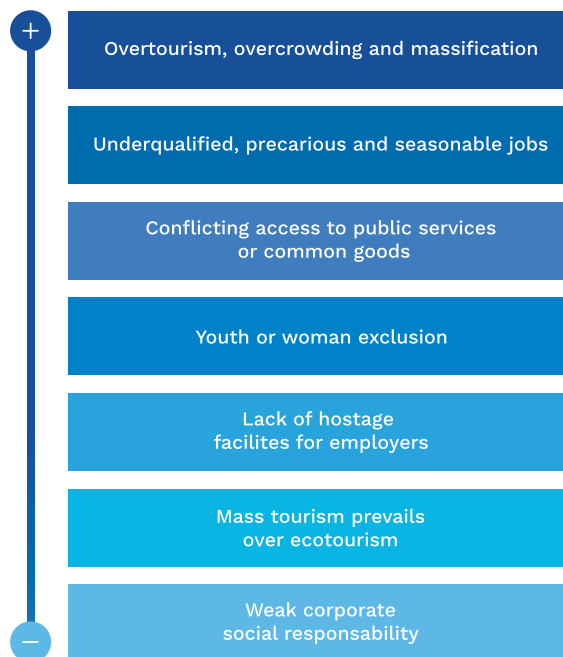 +
Overtourism, overcrowding and massification
Underqualified, precarious and seasonable jobs
Conflicting access to public services
or common goods
Youth or woman exclusion
Lack of hostage
facilites for employers
Mass tourism prevails
over ecotourism
Weak corporate
social responsability
−